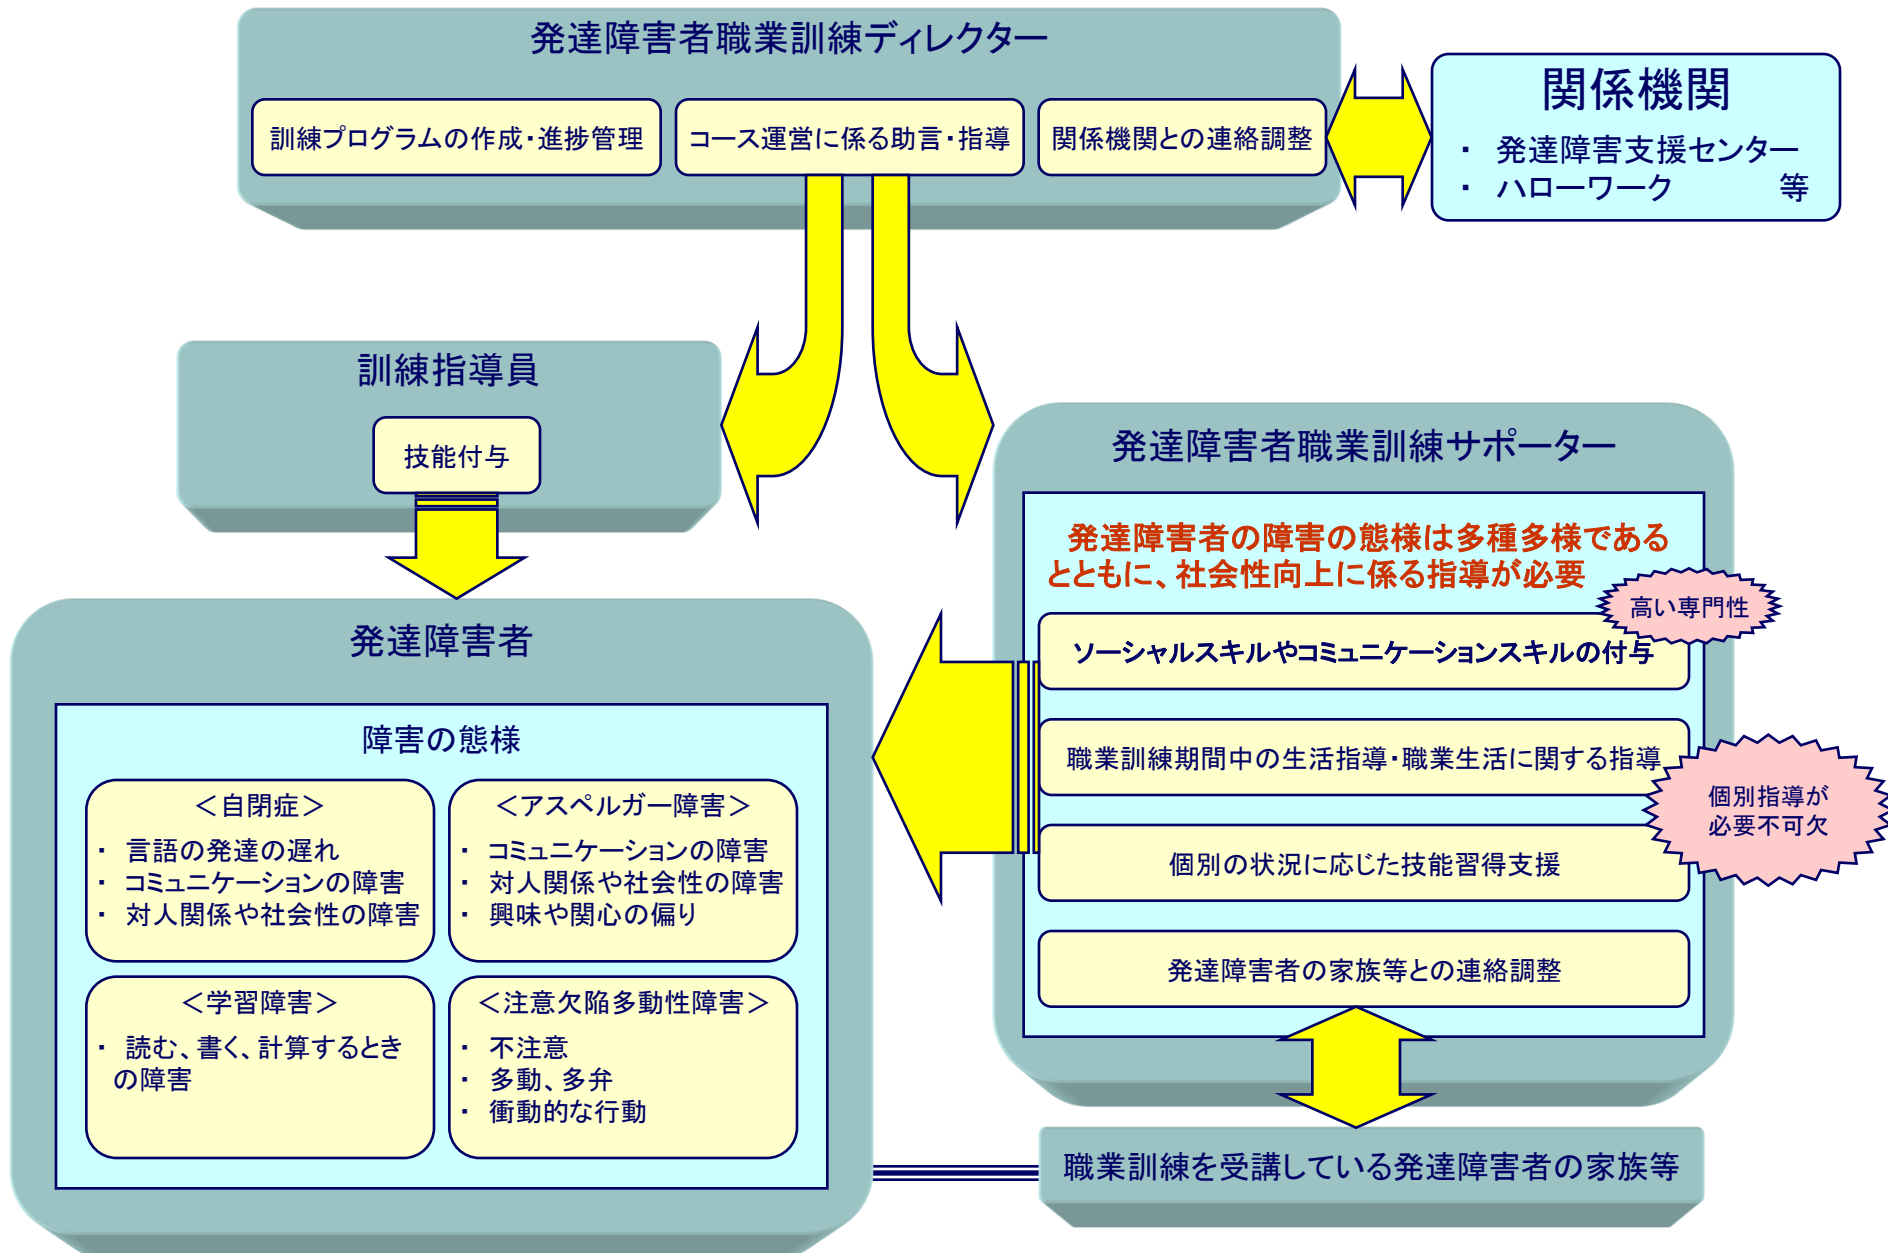 発達障害者職業訓練ディレクター
訓練プログラムの作成・進捗管理
コース運営に係る助言・指導
関係機関との連絡調整
関係機関
・ 発達障害支援センター
・ ハローワーク 等
訓練指導員
技能付与
発達障害者職業訓練サポーター
発達障害者の障害の態様は多種多様である
とともに、社会性向上に係る指導が必要
高い専門性
ソーシャルスキルやコミュニケーションスキルの付与
職業訓練期間中の生活指導・職業生活に関する指導
個別指導が
必要不可欠
個別の状況に応じた技能習得支援
発達障害者の家族等との連絡調整
発達障害者
障害の態様
＜自閉症＞
・ 言語の発達の遅れ
・ コミュニケーションの障害
・ 対人関係や社会性の障害
＜アスペルガー障害＞
・ コミュニケーションの障害
・ 対人関係や社会性の障害
・ 興味や関心の偏り
＜学習障害＞
・ 読む、書く、計算するとき
の障害
＜注意欠陥多動性障害＞
・ 不注意
・ 多動、多弁
・ 衝動的な行動
職業訓練を受講している発達障害者の家族等